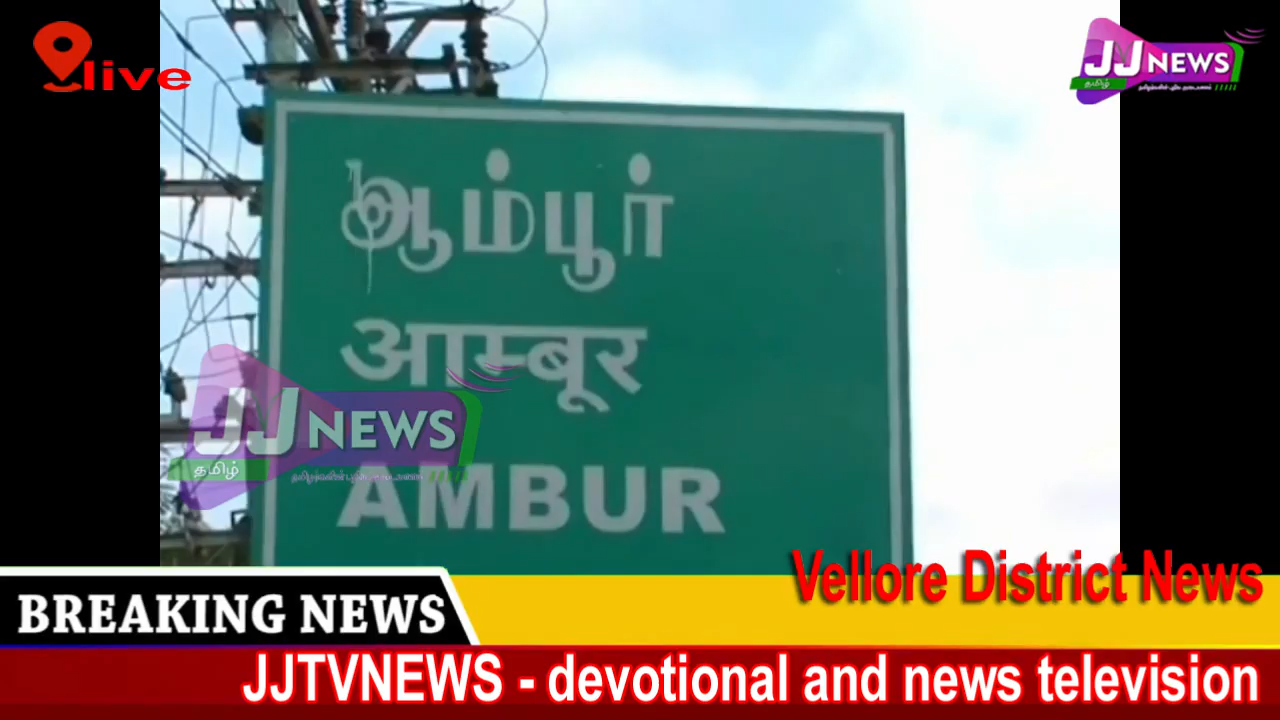 live
JJ NEWS
தமிழ்
ஆம்பூர்
आम्बूर
JJ NEWS
தமிழ்
AMBUR
Vellore District News
BREAKING NEWS
JJTVNEWS - devotional and news television